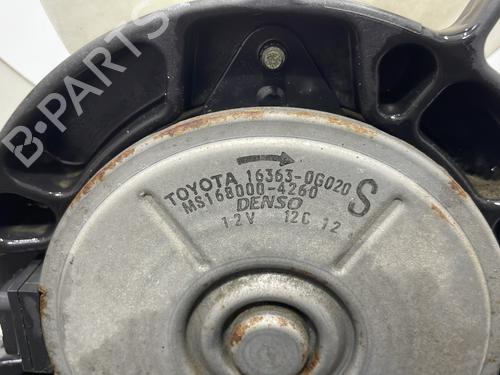 B-PARTS
TOYOTA 16363-0G020
MS168000-4260
S
DENSO
12V 12C 12